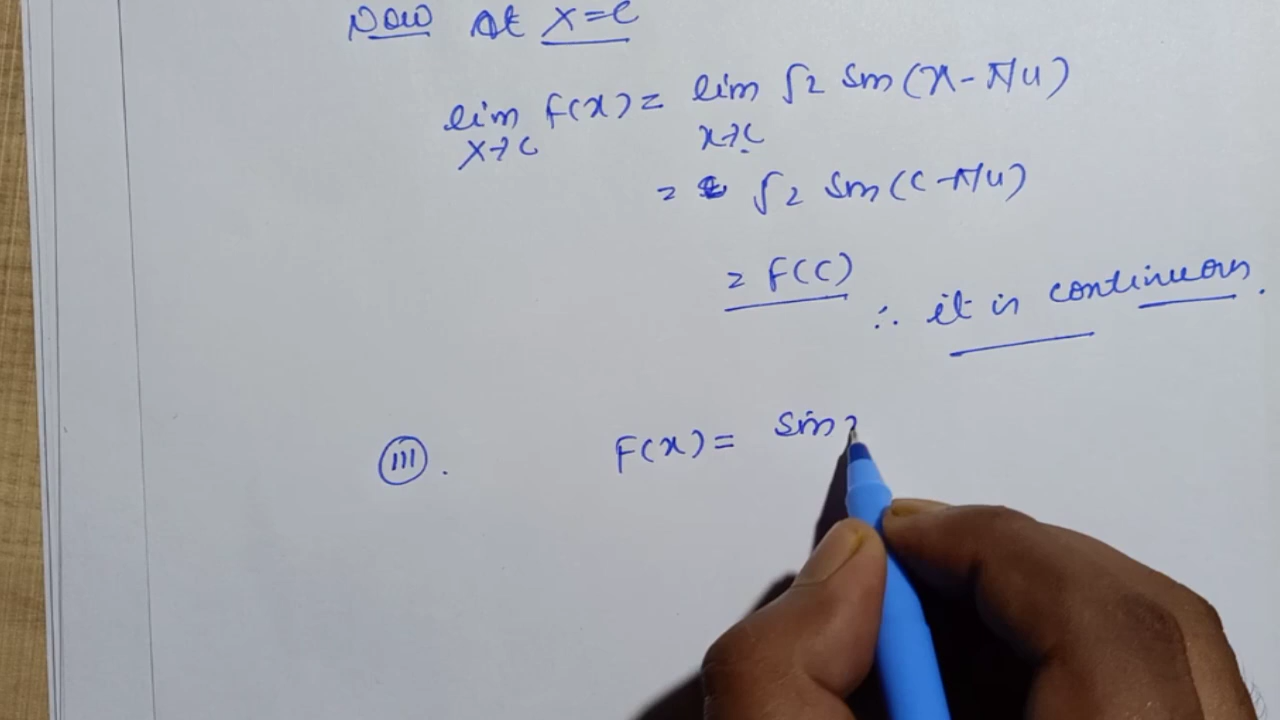 Now At x=c
lim F(x) = lim √2 sin(x-π/4)
x→c x→c
= √2 sin(c-π/4)
= F(c)
∴ it is continuous.
(III). F(x) = sin